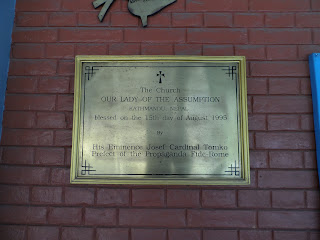 The Church
OUR LADY OF THE ASSUMPTION
KATHMANDU, NEPAL
blessed on the 15th day of August 1995
By
His Eminence Josef Cardinal Tomko
Project of the Propaganda Fide-Rome